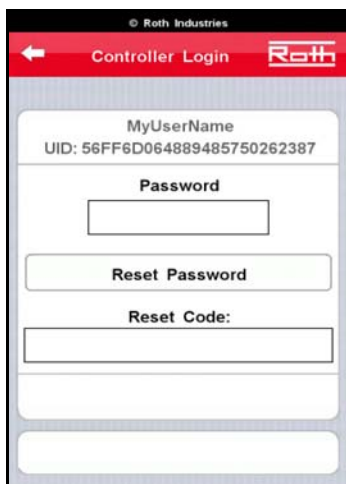 © Roth Industries
Controller Login
Roth
MyUserName
UID: 56FF6D064889485750262387
Password
Reset Password
Reset Code: